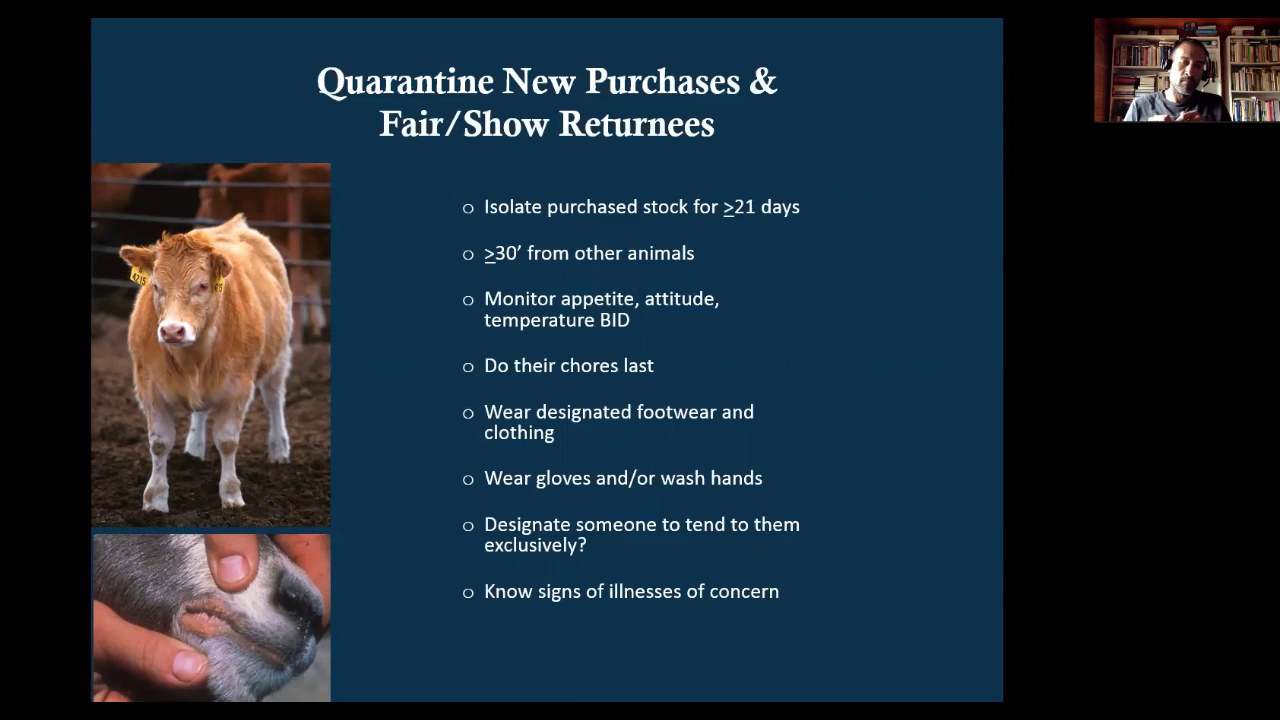 Quarantine New Purchases &
Fair/Show Returnees
o Isolate purchased stock for ≥21 days
o ≥30’ from other animals
o Monitor appetite, attitude,
temperature BID
o Do their chores last
o Wear designated footwear and
clothing
o Wear gloves and/or wash hands
o Designate someone to tend to them
exclusively?
o Know signs of illnesses of concern
4215